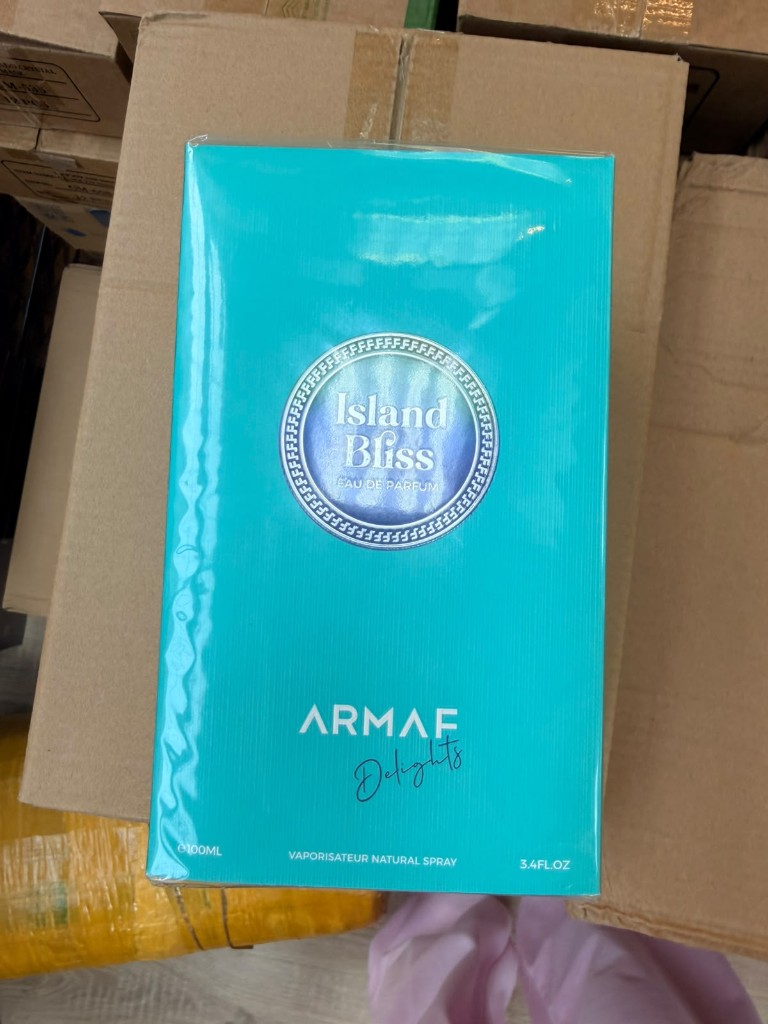 Island
Bliss
EAU DE PARFUM
ARMAF
Delights
℮100ML
VAPORISATEUR NATURAL SPRAY
3.4FL.OZ